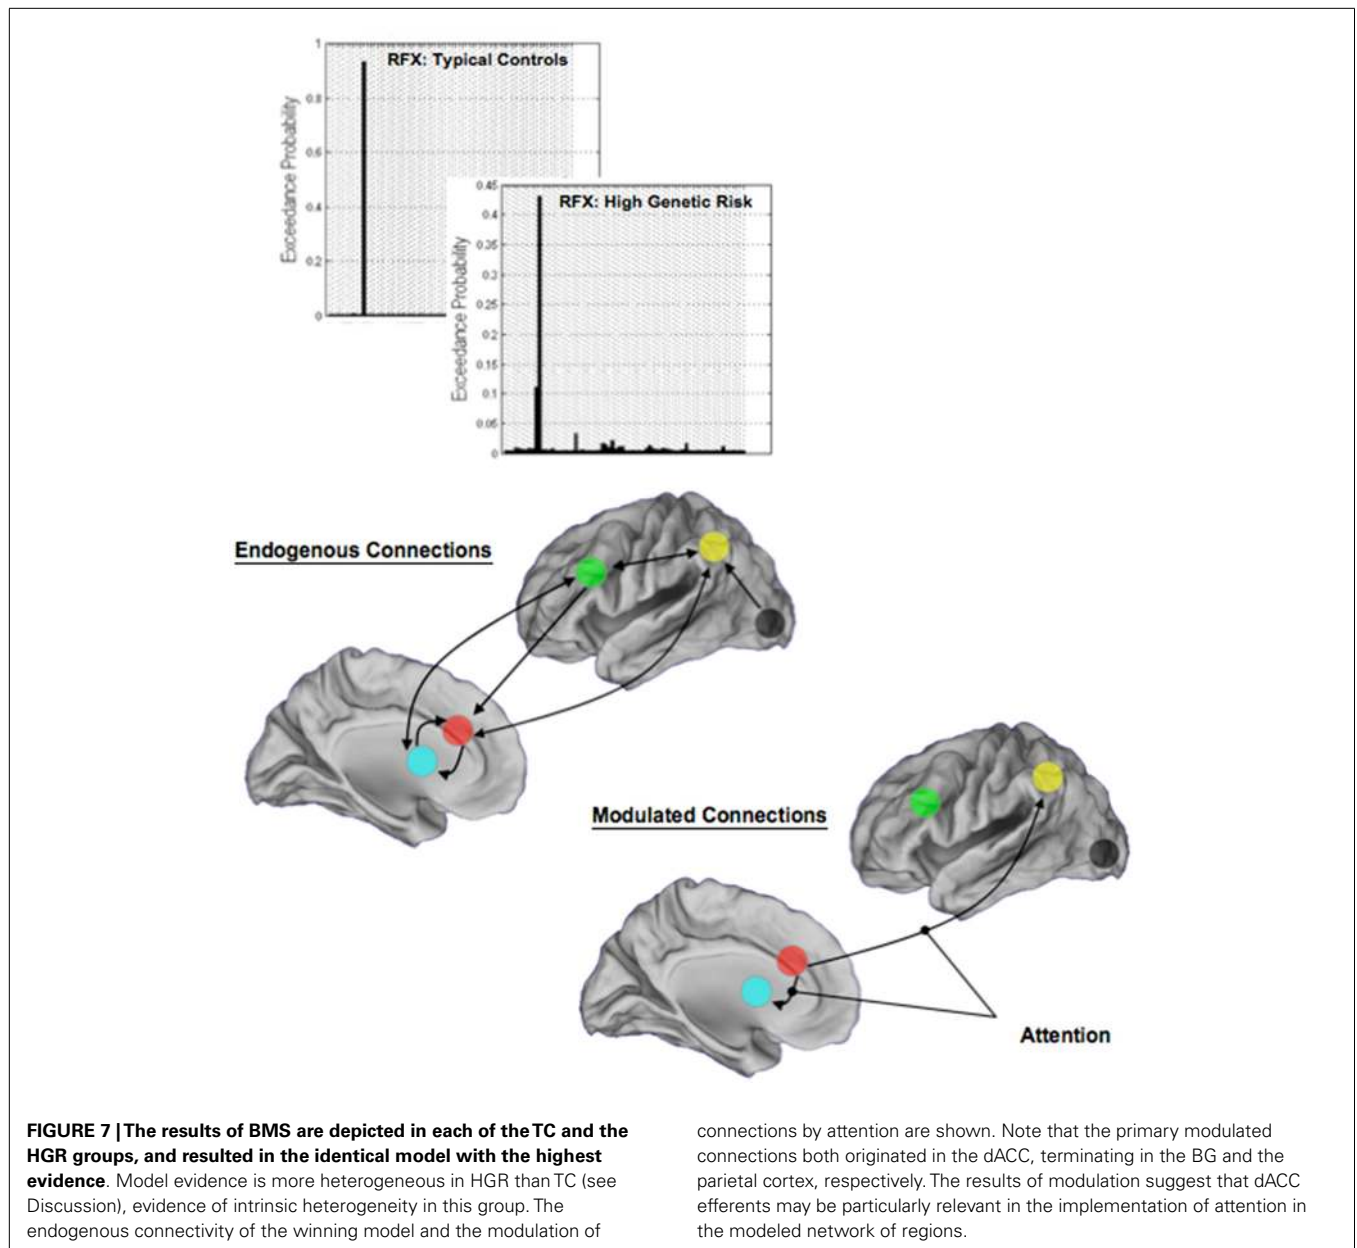 RFX: Typical Controls
Exceedance Probability
1
0.8
0.6
0.4
0.2
0
RFX: High Genetic Risk
Exceedance Probability
0.45
0.4
0.35
0.3
0.25
0.2
0.15
0.1
0.05
0
Endogenous Connections
Modulated Connections
Attention
FIGURE 7 | The results of BMS are depicted in each of the TC and the
HGR groups, and resulted in the identical model with the highest
evidence. Model evidence is more heterogeneous in HGR than TC (see
Discussion), evidence of intrinsic heterogeneity in this group. The
endogenous connectivity of the winning model and the modulation of
connections by attention are shown. Note that the primary modulated
connections both originated in the dACC, terminating in the BG and the
parietal cortex, respectively. The results of modulation suggest that dACC
efferents may be particularly relevant in the implementation of attention in
the modeled network of regions.